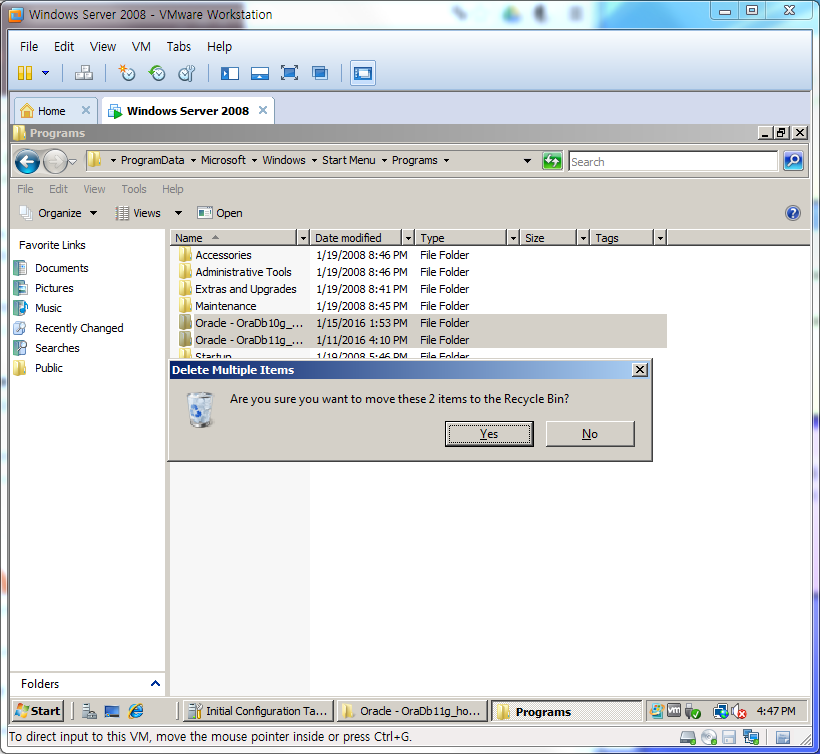 Windows Server 2008 - VMware Workstation
File Edit View VM Tabs Help
Home Windows Server 2008
Programs
ProgramData Microsoft Windows Start Menu Programs Search
File Edit View Tools Help
Organize Views Open
Favorite Links
Documents
Pictures
Music
Recently Changed
Searches
Public
Name Date modified Type Size Tags
Accessories 1/19/2008 8:46 PM File Folder
Administrative Tools 1/19/2008 8:46 PM File Folder
Extras and Upgrades 1/19/2008 8:41 PM File Folder
Maintenance 1/19/2008 8:45 PM File Folder
Oracle - OraDb10g_... 1/15/2016 1:53 PM File Folder
Oracle - OraDb11g_... 1/11/2016 4:10 PM File Folder
Startup 1/19/2008 5:46 PM File Folder
Delete Multiple Items
Are you sure you want to move these 2 items to the Recycle Bin?
Yes No
Folders
Start Initial Configuration Ta... Oracle - OraDb11g_ho... Programs 4:47 PM
To direct input to this VM, move the mouse pointer inside or press Ctrl+G.